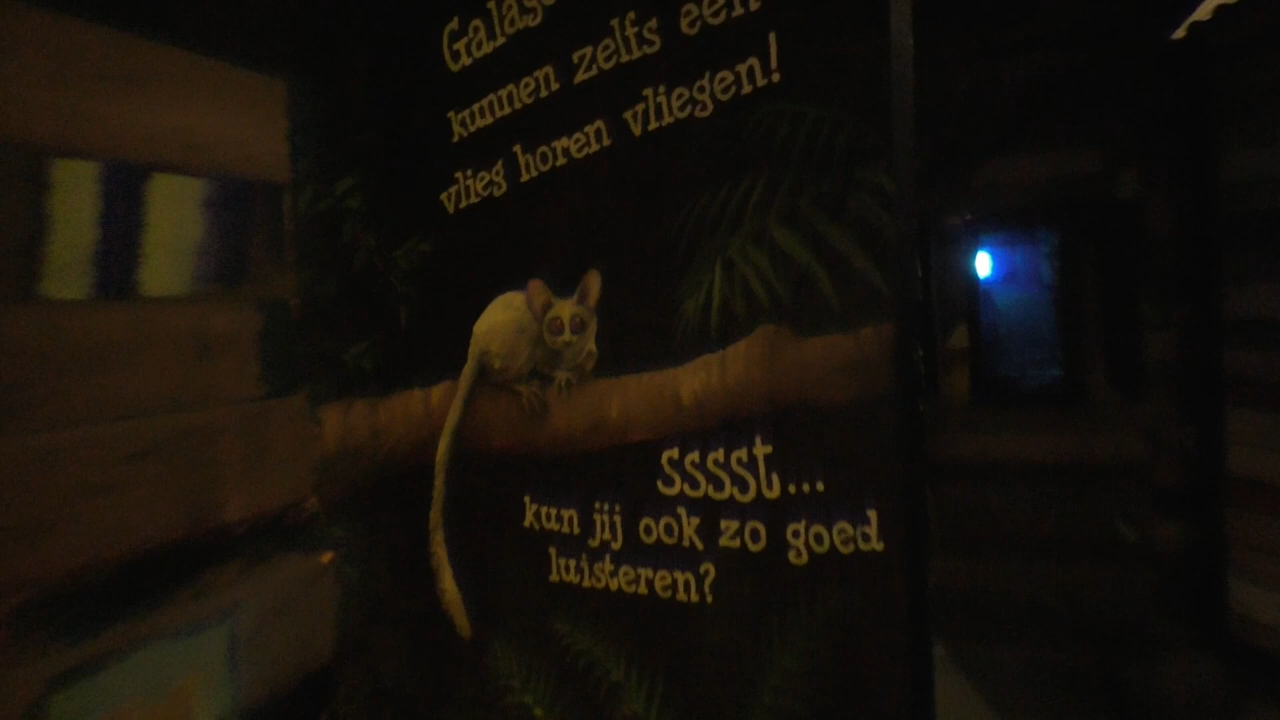 kunnen zelfs een
vlieg horen vliegen!
sssst...
kun jij ook zo goed
luisteren?